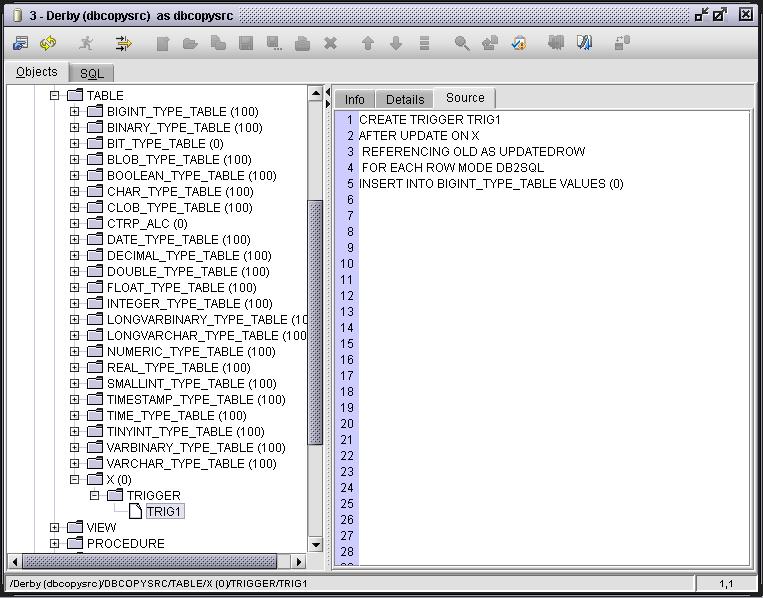 3 - Derby (dbcopysrc)  as dbcopysrc
Objects
SQL
TABLE
BIGINT_TYPE_TABLE (100)
BINARY_TYPE_TABLE (100)
BIT_TYPE_TABLE (0)
BLOB_TYPE_TABLE (100)
BOOLEAN_TYPE_TABLE (100)
CHAR_TYPE_TABLE (100)
CLOB_TYPE_TABLE (100)
CTRP_ALC (0)
DATE_TYPE_TABLE (100)
DECIMAL_TYPE_TABLE (100)
DOUBLE_TYPE_TABLE (100)
FLOAT_TYPE_TABLE (100)
INTEGER_TYPE_TABLE (100)
LONGVARBINARY_TYPE_TABLE (10
LONGVARCHAR_TYPE_TABLE (100
NUMERIC_TYPE_TABLE (100)
REAL_TYPE_TABLE (100)
SMALLINT_TYPE_TABLE (100)
TIMESTAMP_TYPE_TABLE (100)
TIME_TYPE_TABLE (100)
TINYINT_TYPE_TABLE (100)
VARBINARY_TYPE_TABLE (100)
VARCHAR_TYPE_TABLE (100)
X (0)
TRIGGER
TRIG1
VIEW
PROCEDURE
Info
Details
Source
1 CREATE TRIGGER TRIG1
2 AFTER UPDATE ON X
3 REFERENCING OLD AS UPDATEDROW
4 FOR EACH ROW MODE DB2SQL
5 INSERT INTO BIGINT_TYPE_TABLE VALUES (0)
6
7
8
9
10
11
12
13
14
15
16
17
18
19
20
21
22
23
24
25
26
27
28
/Derby (dbcopysrc)/DBCOPYSRC/TABLE/X (0)/TRIGGER/TRIG1
1,1